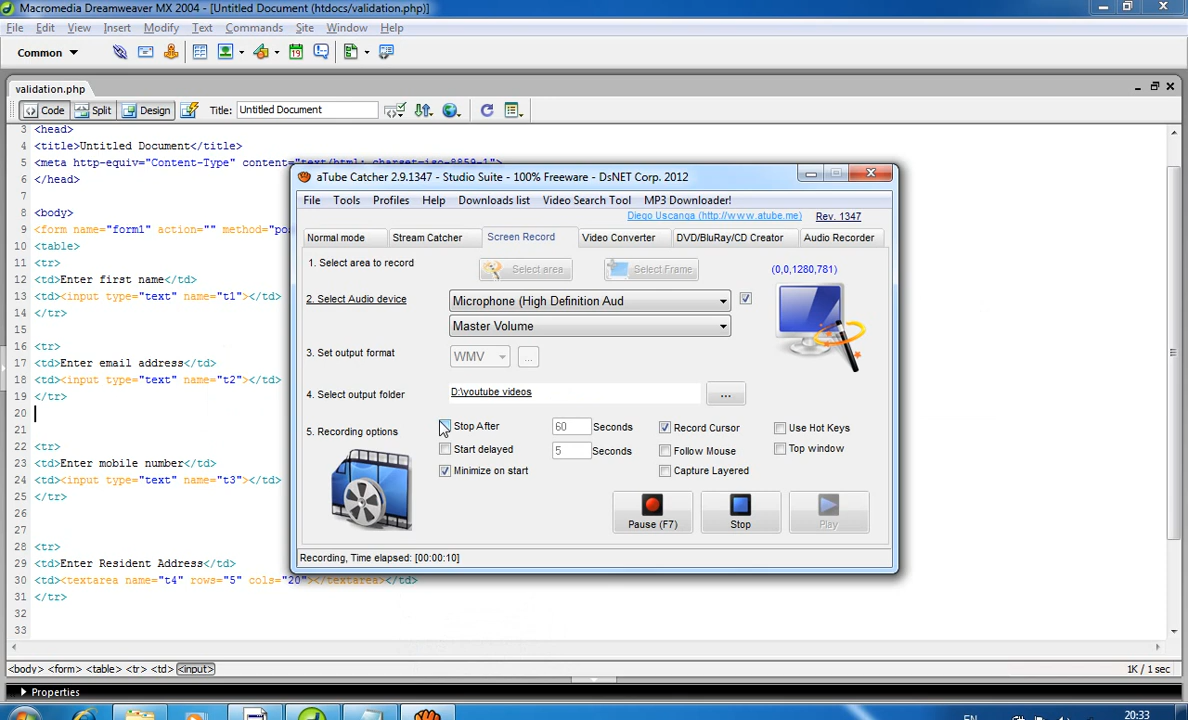 Macromedia Dreamweaver MX 2004 - [Untitled Document (htdocs/validation.php)]
File Edit View Insert Modify Text Commands Site Window Help
Common
validation.php
Code Split Design Title: Untitled Document
3 <head>
4 <title>Untitled Document</title>
5 <meta http-equiv="Content-Type" content="text/html; charset=iso-8859-1">
6 </head>
7
8 <body>
9 <form name="form1" action="" method="po
10 <table>
11 <tr>
12 <td>Enter first name</td>
13 <td><input type="text" name="t1"></td>
14 </tr>
15
16 <tr>
17 <td>Enter email address</td>
18 <td><input type="text" name="t2"></td>
19 </tr>
20
21
22 <tr>
23 <td>Enter mobile number</td>
24 <td><input type="text" name="t3"></td>
25 </tr>
26
27
28 <tr>
29 <td>Enter Resident Address</td>
30 <td><textarea name="t4" rows="5" cols="20"></textarea></td>
31 </tr>
32
33
<body> <form> <table> <tr> <td> <input>
1K / 1 sec
Properties
aTube Catcher 2.9.1347 - Studio Suite - 100% Freeware - DsNET Corp. 2012
File Tools Profiles Help Downloads list Video Search Tool MP3 Downloader!
Diego Uscanga (http://www.atube.me) Rev. 1347
Normal mode Stream Catcher Screen Record Video Converter DVD/BluRay/CD Creator Audio Recorder
1. Select area to record Select area Select Frame (0,0,1280,781)
2. Select Audio device Microphone (High Definition Aud
Master Volume
3. Set output format WMV ...
4. Select output folder D:\youtube videos ...
5. Recording options
Stop After 60 Seconds Record Cursor Use Hot Keys
Start delayed 5 Seconds Follow Mouse Top window
Minimize on start Capture Layered
Pause (F7) Stop Play
Recording, Time elapsed: [00:00:10]
EN 20:33